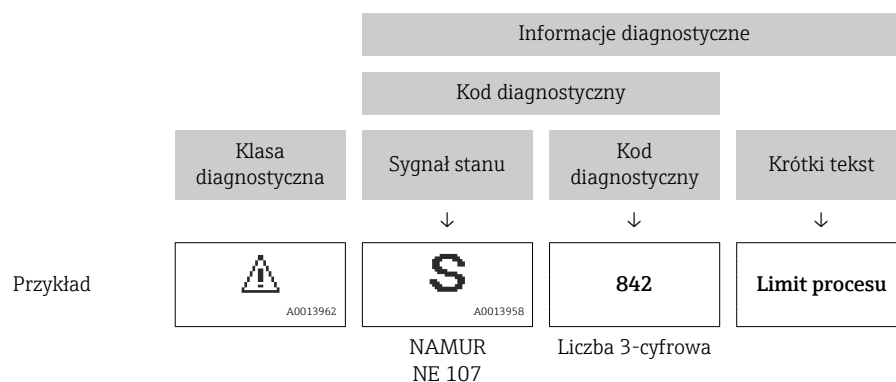 Informacje diagnostyczne
Kod diagnostyczny
Klasa
diagnostyczna
Sygnał stanu
Kod
diagnostyczny
Krótki tekst
↓ ↓ ↓
Przykład
A0013962
S
A0013958
842
Limit procesu
NAMUR
NE 107
Liczba 3-cyfrowa